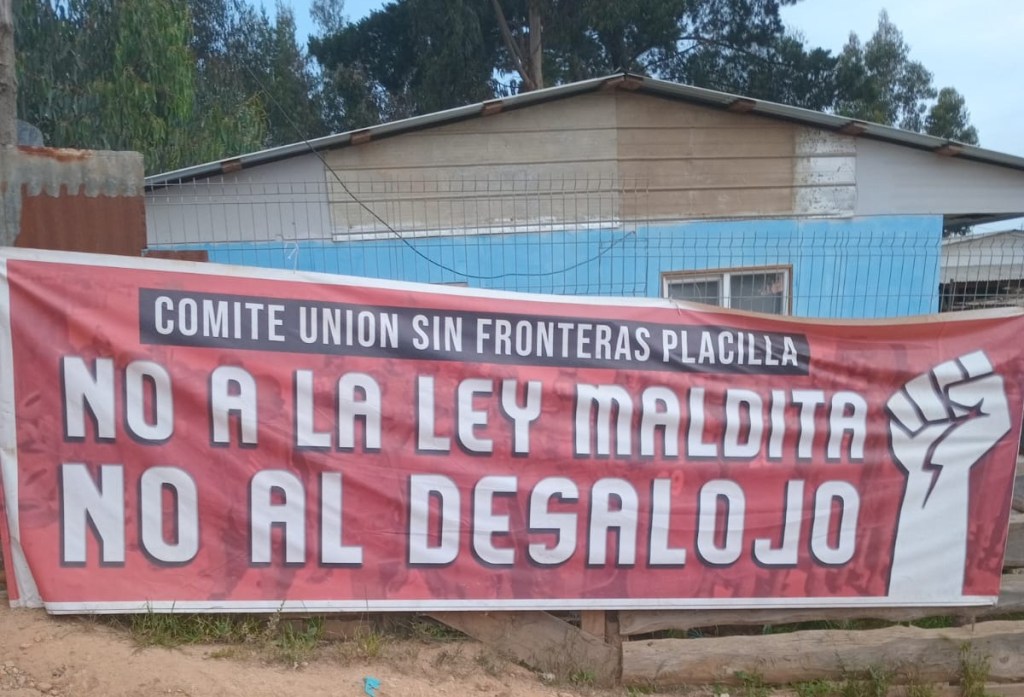 COMITE UNION SIN FRONTERAS PLACILLA
NO A LA LEY MALDITA
NO AL DESALOJO